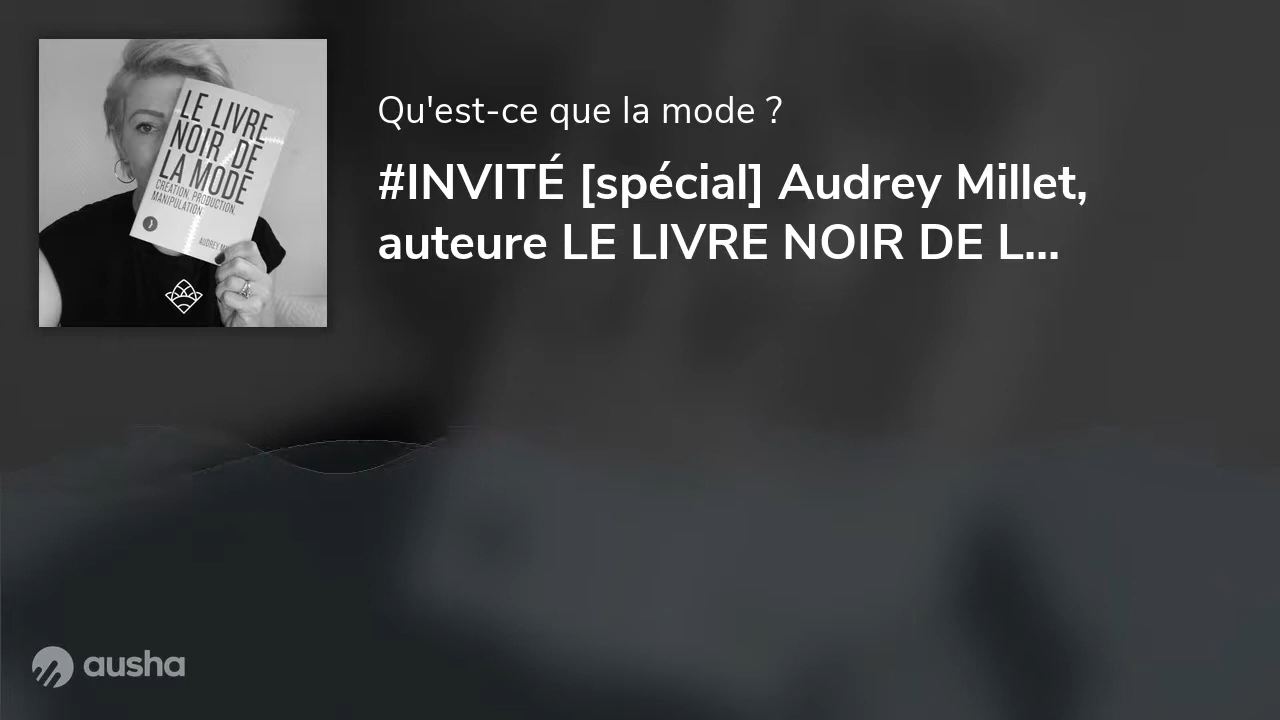 LE LIVRE
NOIR DE
LA MODE
CRÉATION, PRODUCTION,
MANIPULATION
AUDREY
Qu'est-ce que la mode ?
#INVITÉ [spécial] Audrey Millet,
auteure LE LIVRE NOIR DE L...
ausha